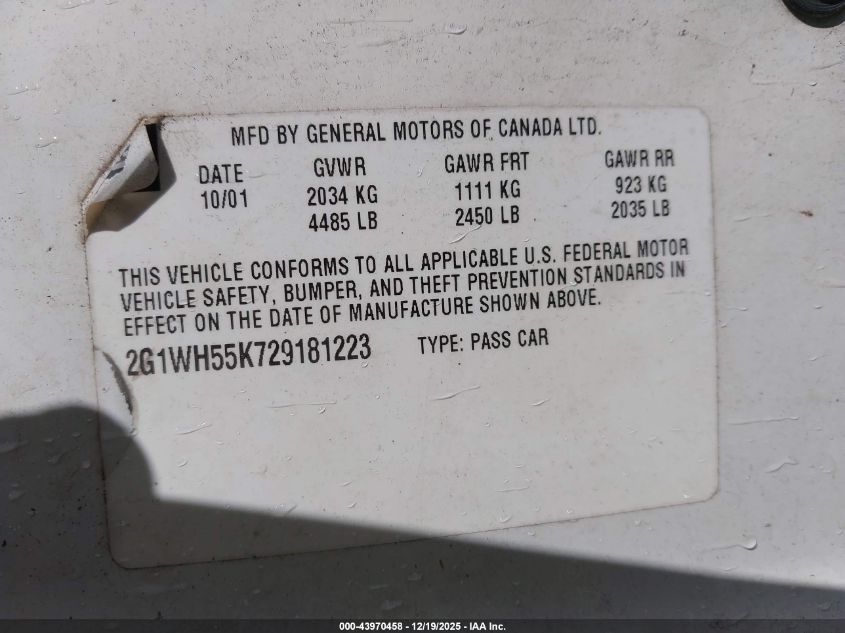 MFD BY GENERAL MOTORS OF CANADA LTD.
DATE GVWR GAWR FRT GAWR RR
10/01 2034 KG 1111 KG 923 KG
4485 LB 2450 LB 2035 LB
THIS VEHICLE CONFORMS TO ALL APPLICABLE U.S. FEDERAL MOTOR
VEHICLE SAFETY, BUMPER, AND THEFT PREVENTION STANDARDS IN
EFFECT ON THE DATE OF MANUFACTURE SHOWN ABOVE.
2G1WH55K729181223 TYPE: PASS CAR
000-43970458 - 12/19/2025 - IAA Inc.